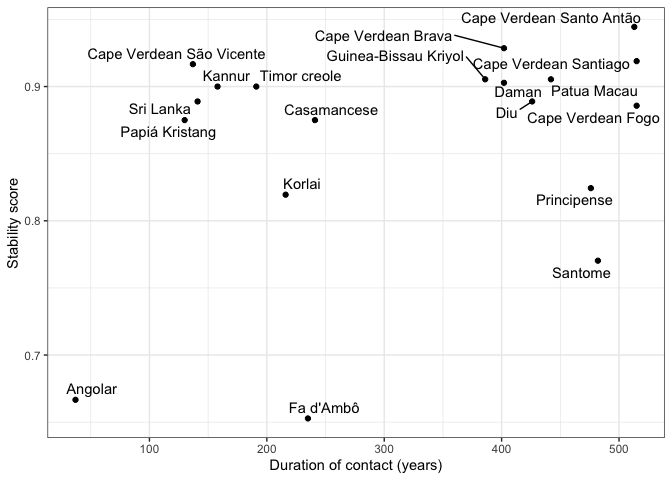 Cape Verdean Santo Antão
Cape Verdean Brava
Cape Verdean São Vicente
Guinea-Bissau Kriyol
Cape Verdean Santiago
Kannur
Timor creole
0.9
Daman
Patua Macau
Sri Lanka
Casamancese
Diu
Cape Verdean Fogo
Papiá Kristang
Korlai
Principense
0.8
Santome
Stability score
0.7
Angolar
Fa d'Ambô
100
200
300
400
500
Duration of contact (years)